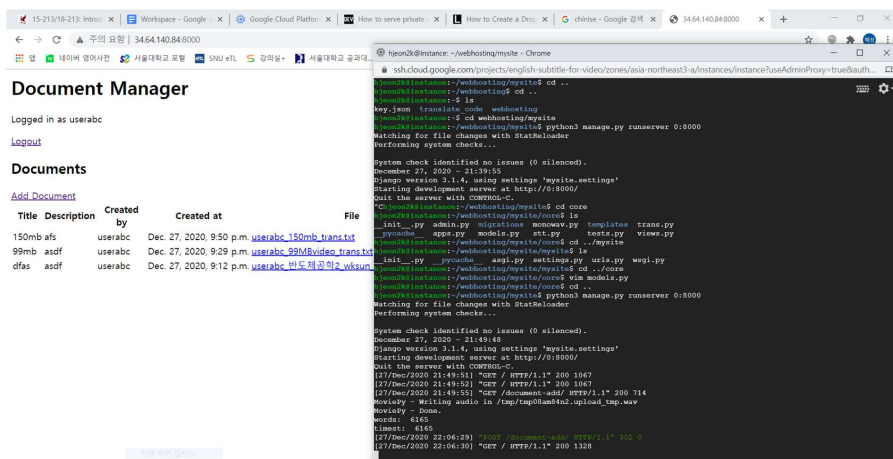 15-213/18-213: Introd
Workspace - Google
Google Cloud Platfor
How to serve private
How to Create a Drop
chinise - Google 검색
34.64.140.84:8000
주의 요함 | 34.64.140.84:8000
앱
네이버 영어사전
서울대학교 포털
SNU eTL
강의실+
서울대학교 공과대
Document Manager
Logged in as userabc
Logout
Documents
Add Document
Title Description Created by Created at File
150mb afs userabc Dec. 27, 2020, 9:50 p.m. userabc_150mb_trans.txt
99mb asdf userabc Dec. 27, 2020, 9:29 p.m. userabc_99MBvideo_trans.txt
dfas asdf userabc Dec. 27, 2020, 9:12 p.m. userabc_반도체공학2_wksun_
hjeon2k@instance: ~/webhosting/mysite - Chrome
ssh.cloud.google.com/projects/english-subtitle-for-video/zones/asia-northeast3-a/instances/instance?useAdminProxy=true&auth...
hjeon2k@instance:~/webhosting/mysite$ cd ..
hjeon2k@instance:~/webhosting$ cd ..
hjeon2k@instance:~$ ls
key.json translate_code webhosting
hjeon2k@instance:~$ cd webhosting/mysite
hjeon2k@instance:~/webhosting/mysite$ python3 manage.py runserver 0:8000
Watching for file changes with StatReloader
Performing system checks...
System check identified no issues (0 silenced).
December 27, 2020 - 21:39:55
Django version 3.1.4, using settings 'mysite.settings'
Starting development server at http://0:8000/
Quit the server with CONTROL-C.
^Chjeon2k@instance:~/webhosting/mysite$ cd core
hjeon2k@instance:~/webhosting/mysite/core$ ls
__init__.py admin.py migrations monowav.py templates trans.py
__pycache__ apps.py models.py stt.py tests.py views.py
hjeon2k@instance:~/webhosting/mysite/core$ cd ../mysite
hjeon2k@instance:~/webhosting/mysite/mysite$ ls
__init__.py __pycache__ asgi.py settings.py urls.py wsgi.py
hjeon2k@instance:~/webhosting/mysite/mysite$ cd ../core
hjeon2k@instance:~/webhosting/mysite/core$ vim models.py
hjeon2k@instance:~/webhosting/mysite/core$ cd ..
hjeon2k@instance:~/webhosting/mysite$ python3 manage.py runserver 0:8000
Watching for file changes with StatReloader
Performing system checks...
System check identified no issues (0 silenced).
December 27, 2020 - 21:49:48
Django version 3.1.4, using settings 'mysite.settings'
Starting development server at http://0:8000/
Quit the server with CONTROL-C.
[27/Dec/2020 21:49:51] "GET / HTTP/1.1" 200 1067
[27/Dec/2020 21:49:52] "GET / HTTP/1.1" 200 1067
[27/Dec/2020 21:49:55] "GET /document-add/ HTTP/1.1" 200 714
MoviePy - Writing audio in /tmp/tmp08am84n2.upload_tmp.wav
MoviePy - Done.
words: 6165
timest: 6165
[27/Dec/2020 22:06:29] "POST /document-add/ HTTP/1.1" 302 0
[27/Dec/2020 22:06:30] "GET / HTTP/1.1" 200 1328